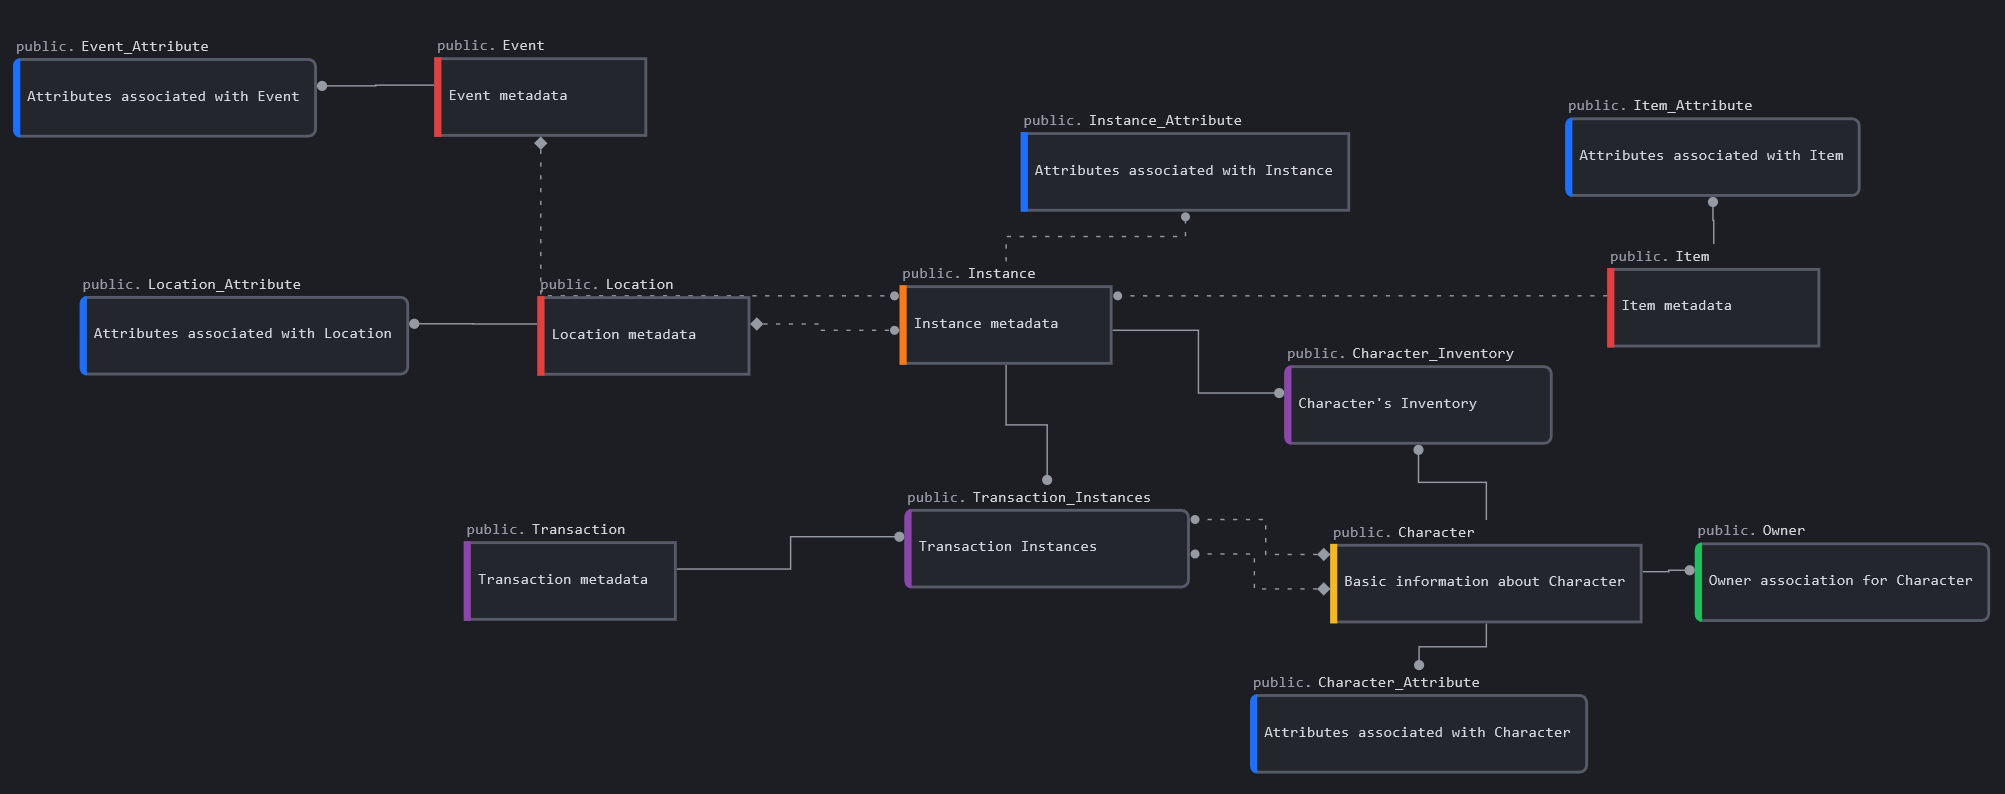 public. Event_Attribute
Attributes associated with Event
public. Event
Event metadata
public. Instance_Attribute
Attributes associated with Instance
public. Item_Attribute
Attributes associated with Item
public. Location_Attribute
Attributes associated with Location
public. Location
Location metadata
public. Instance
Instance metadata
public. Item
Item metadata
public. Character_Inventory
Character's Inventory
public. Transaction
Transaction metadata
public. Transaction_Instances
Transaction Instances
public. Character
Basic information about Character
public. Owner
Owner association for Character
public. Character_Attribute
Attributes associated with Character